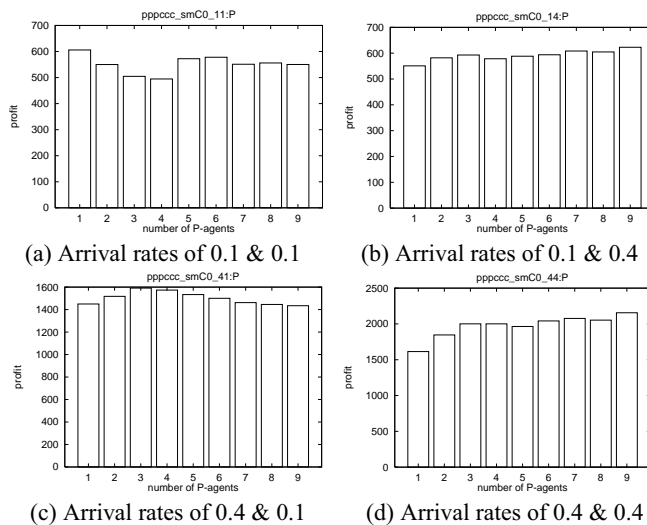 pppccc_smC0_11:P
700
600
500
400
300
200
100
0
profit
1 2 3 4 5 6 7 8 9
number of P-agents
(a) Arrival rates of 0.1 & 0.1
pppccc_smC0_14:P
700
600
500
400
300
200
100
0
profit
1 2 3 4 5 6 7 8 9
number of P-agents
(b) Arrival rates of 0.1 & 0.4
pppccc_smC0_41:P
1600
1400
1200
1000
800
600
400
200
0
profit
1 2 3 4 5 6 7 8 9
number of P-agents
(c) Arrival rates of 0.4 & 0.1
pppccc_smC0_44:P
2500
2000
1500
1000
500
0
profit
1 2 3 4 5 6 7 8 9
number of P-agents
(d) Arrival rates of 0.4 & 0.4